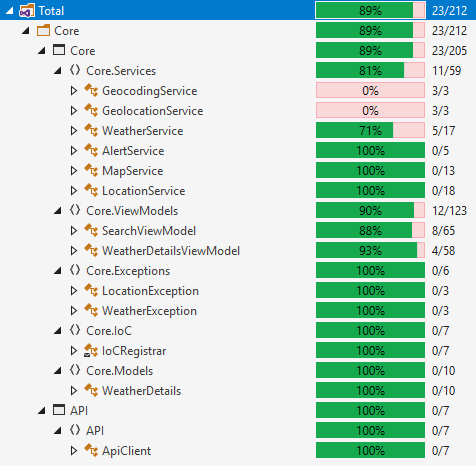 Total 89% 23/212
Core 89% 23/212
Core 89% 23/205
{} Core.Services 81% 11/59
GeocodingService 0% 3/3
GeolocationService 0% 3/3
WeatherService 71% 5/17
AlertService 100% 0/5
MapService 100% 0/13
LocationService 100% 0/18
{} Core.ViewModels 90% 12/123
SearchViewModel 88% 8/65
WeatherDetailsViewModel 93% 4/58
{} Core.Exceptions 100% 0/6
LocationException 100% 0/3
WeatherException 100% 0/3
{} Core.IoC 100% 0/7
IoCRegistrar 100% 0/7
{} Core.Models 100% 0/10
WeatherDetails 100% 0/10
API 100% 0/7
{} API 100% 0/7
ApiClient 100% 0/7